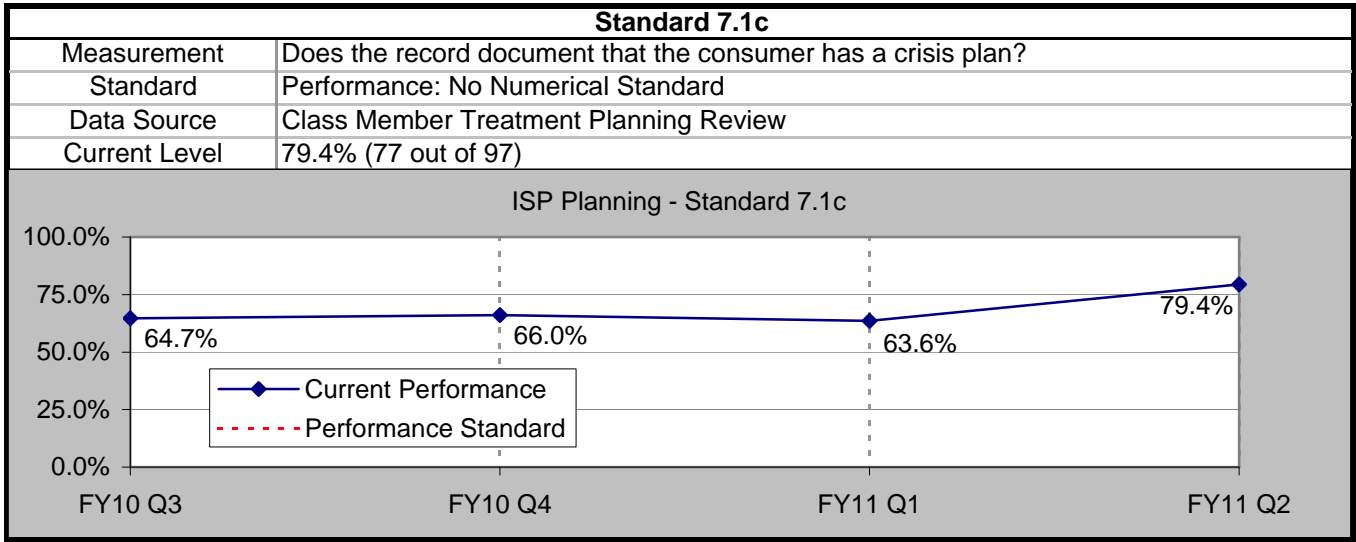 Standard 7.1c
Measurement Does the record document that the consumer has a crisis plan?
Standard Performance: No Numerical Standard
Data Source Class Member Treatment Planning Review
Current Level 79.4% (77 out of 97)
ISP Planning - Standard 7.1c
100.0%
75.0%
79.4%
64.7%
66.0%
63.6%
50.0%
Current Performance
25.0%
Performance Standard
0.0%
FY10 Q3 FY10 Q4 FY11 Q1 FY11 Q2